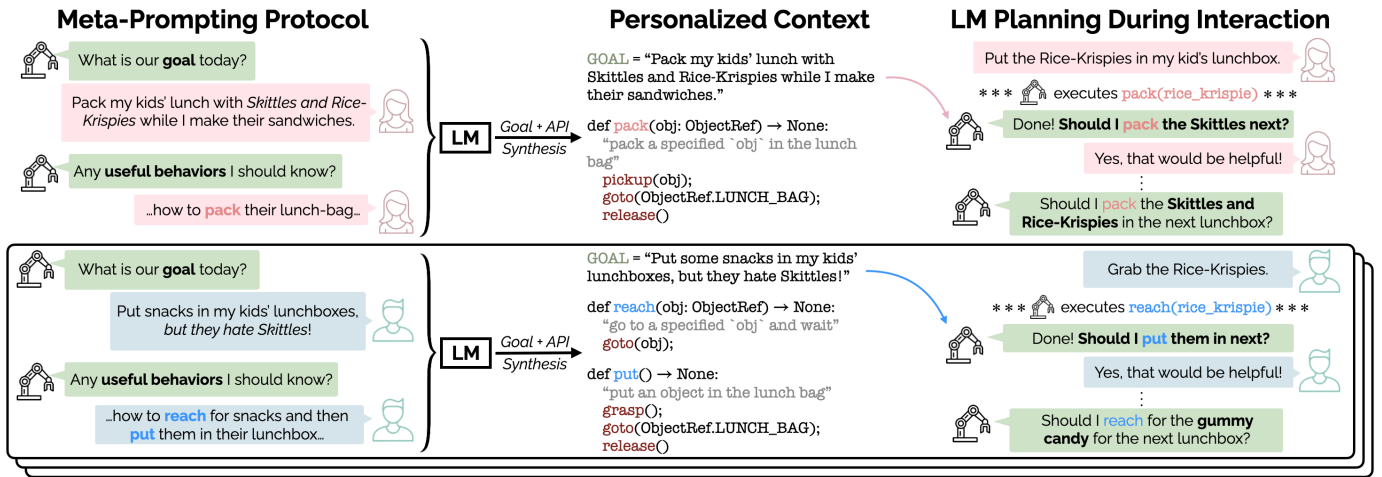 Meta-Prompting Protocol
Personalized Context
LM Planning During Interaction
What is our goal today?
Pack my kids' lunch with Skittles and Rice-
Krispies while I make their sandwiches.
Any useful behaviors I should know?
...how to pack their lunch-bag...
LM
Goal + API
Synthesis
GOAL = “Pack my kids’ lunch with
Skittles and Rice-Krispies while I make
their sandwiches.”
def pack(obj: ObjectRef) → None:
“pack a specified `obj` in the lunch
bag”
pickup(obj);
goto(ObjectRef.LUNCH_BAG);
release()
Put the Rice-Krispies in my kid’s lunchbox.
*** executes pack(rice_krispie) ***
Done! Should I pack the Skittles next?
Yes, that would be helpful!
⋮
Should I pack the Skittles and
Rice-Krispies in the next lunchbox?
What is our goal today?
Put snacks in my kids’ lunchboxes,
but they hate Skittles!
Any useful behaviors I should know?
...how to reach for snacks and then
put them in their lunchbox...
LM
Goal + API
Synthesis
GOAL = “Put some snacks in my kids’
lunchboxes, but they hate Skittles!”
def reach(obj: ObjectRef) → None:
“go to a specified `obj` and wait”
goto(obj);
def put() → None:
“put an object in the lunch bag”
grasp();
goto(ObjectRef.LUNCH_BAG);
release()
Grab the Rice-Krispies.
*** executes reach(rice_krispie) ***
Done! Should I put them in next?
Yes, that would be helpful!
⋮
Should I reach for the gummy
candy for the next lunchbox?